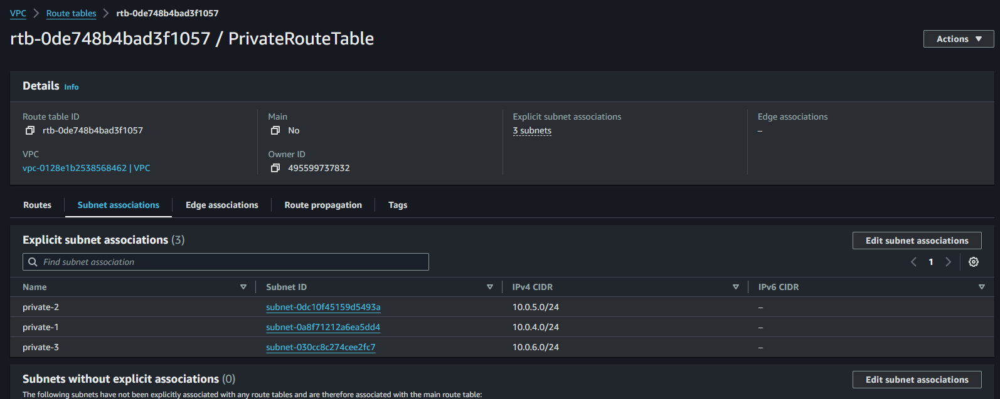 VPC > Route tables > rtb-0de748b4bad3f1057
rtb-0de748b4bad3f1057 / PrivateRouteTable
Actions
Details Info
Route table ID
rtb-0de748b4bad3f1057
Main
No
Explicit subnet associations
3 subnets
Edge associations
–
VPC
vpc-0128e1b2538568462 | VPC
Owner ID
495599737832
Routes Subnet associations Edge associations Route propagation Tags
Explicit subnet associations (3)
Edit subnet associations
Find subnet association
1
Name Subnet ID IPv4 CIDR IPv6 CIDR
private-2 subnet-0dc10f45159d5493a 10.0.5.0/24 –
private-1 subnet-0a8f71212a6ea5dd4 10.0.4.0/24 –
private-3 subnet-030cc8c274cee2fc7 10.0.6.0/24 –
Subnets without explicit associations (0)
Edit subnet associations
The following subnets have not been explicitly associated with any route tables and are therefore associated with the main route table: